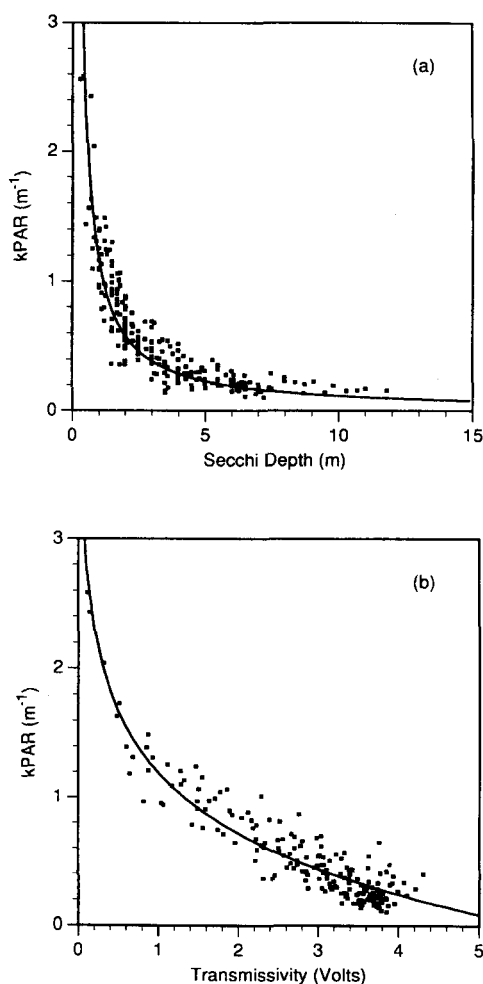 3
(a)
2
kPAR (m⁻¹)
1
0
0 5 10 15
Secchi Depth (m)
3
(b)
2
kPAR (m⁻¹)
1
0
0 1 2 3 4 5
Transmissivity (Volts)